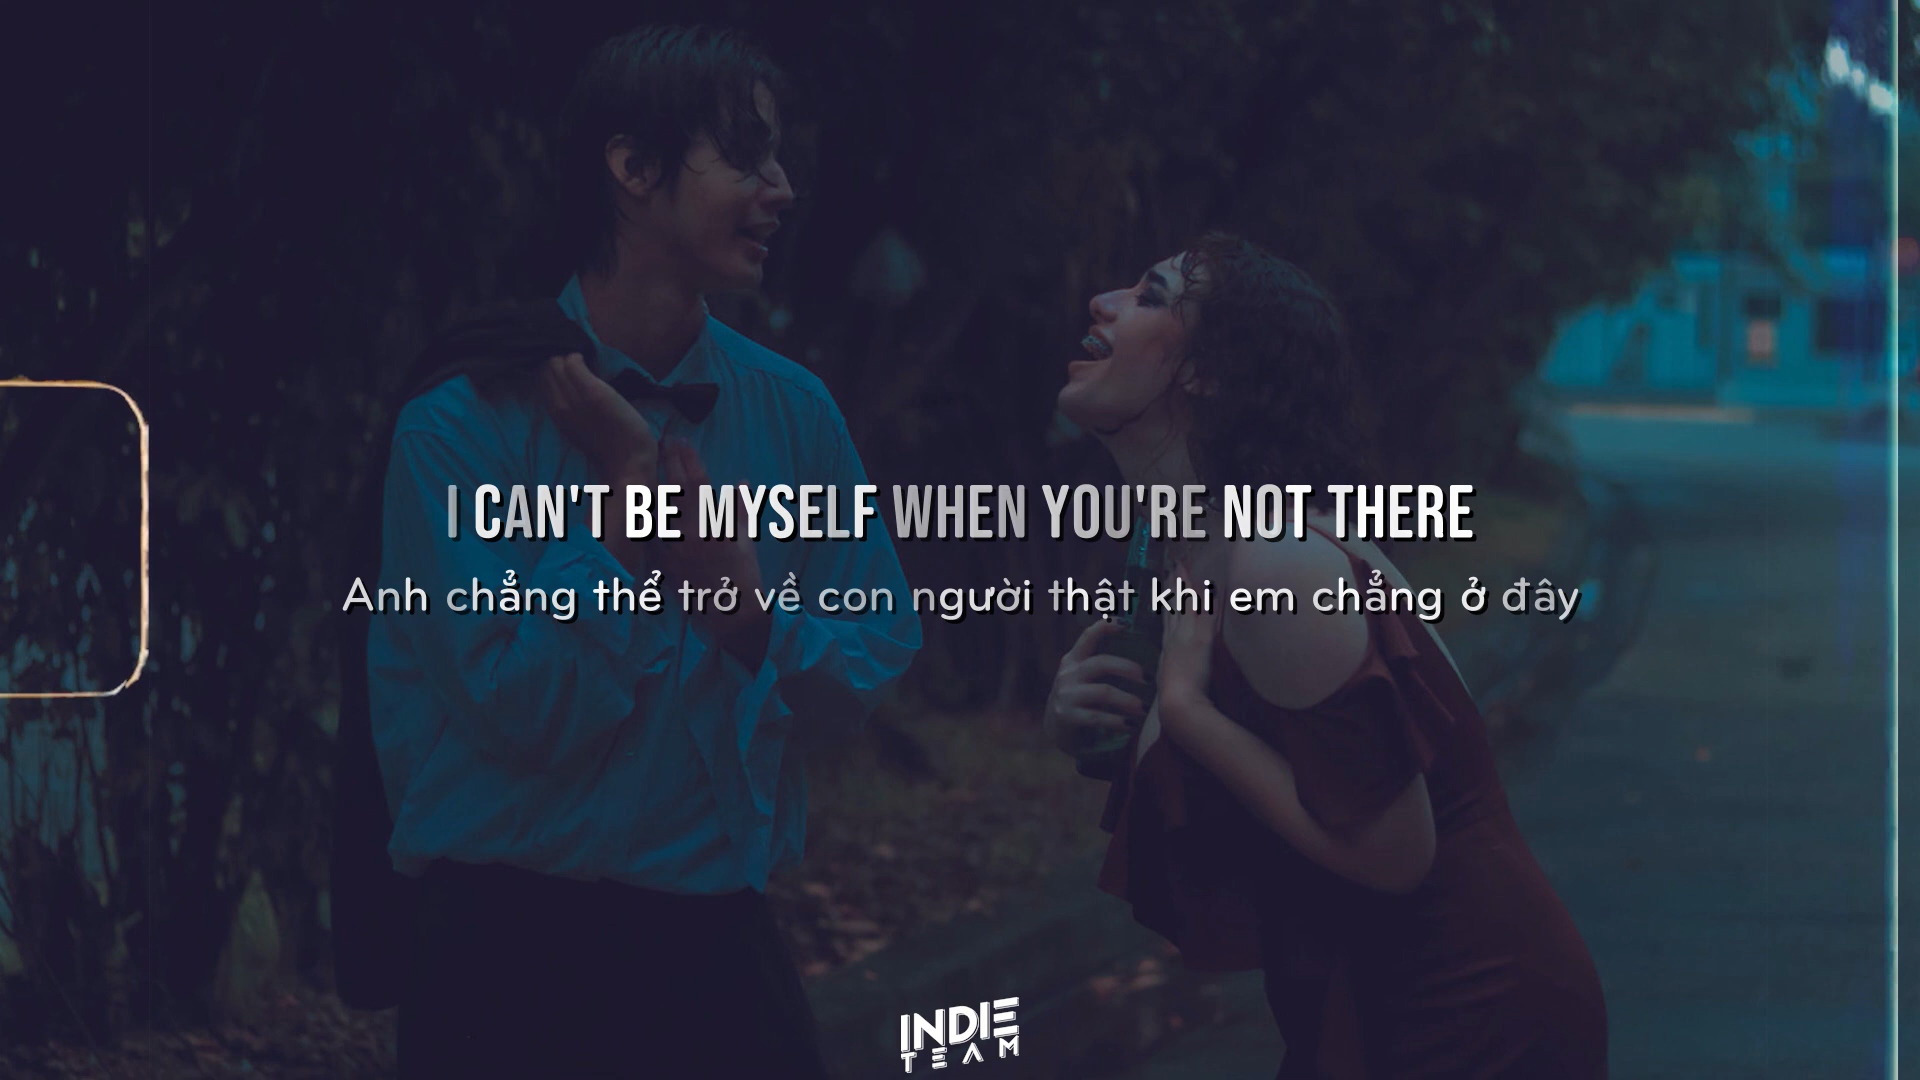 I CAN'T BE MYSELF WHEN YOU'RE NOT THERE
Anh chẳng thể trở về con người thật khi em chẳng ở đây
INDIE
TEAM